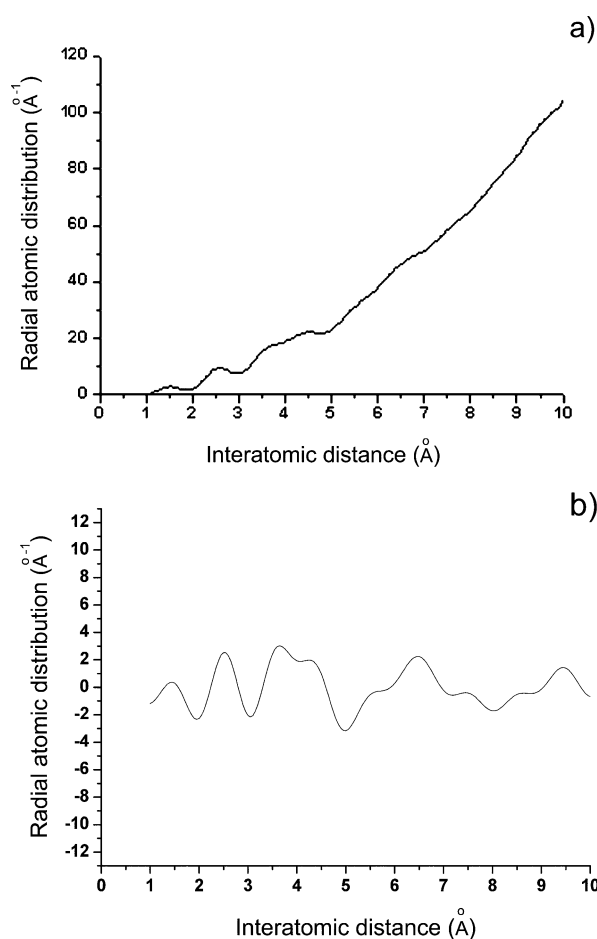 a)
120
100
80
60
40
20
0
Radial atomic distribution (Å⁻¹)
0 1 2 3 4 5 6 7 8 9 10
Interatomic distance (Å)
b)
12
10
8
6
4
2
0
-2
-4
-6
-8
-10
-12
Radial atomic distribution (Å⁻¹)
0 1 2 3 4 5 6 7 8 9 10
Interatomic distance (Å)